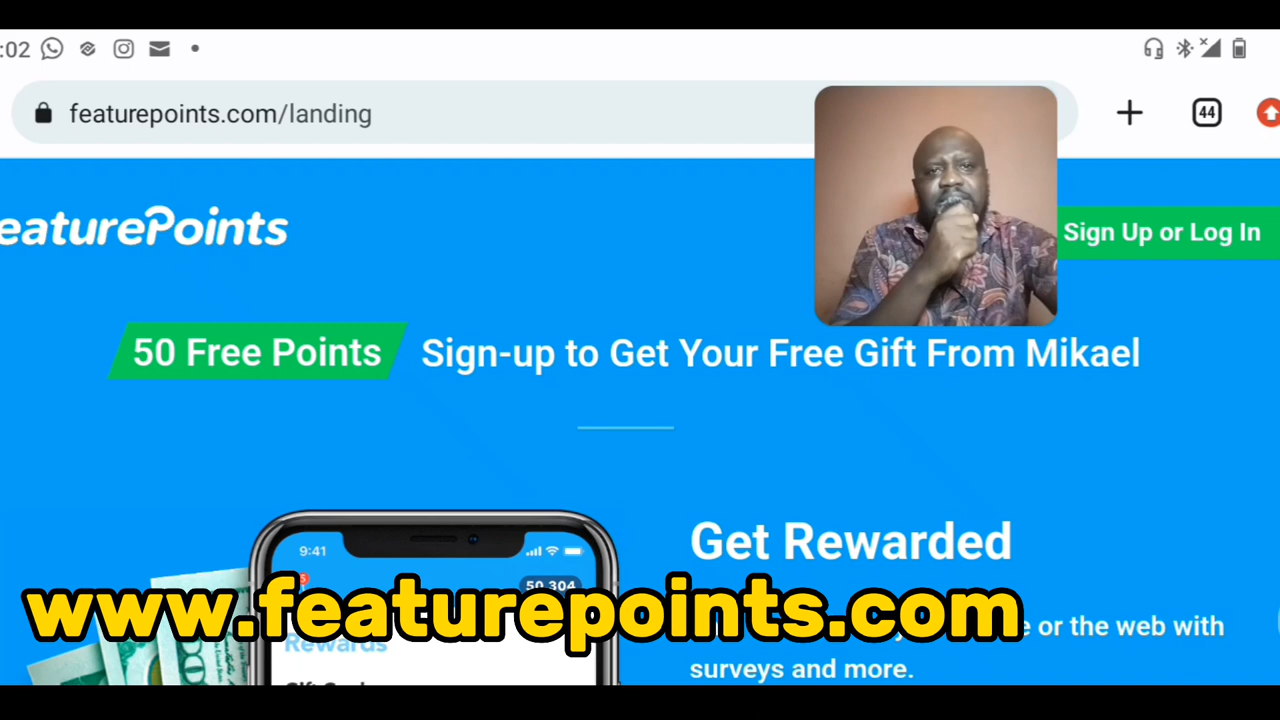 :02
featurepoints.com/landing
44
eaturePoints
Sign Up or Log In
50 Free Points
Sign-up to Get Your Free Gift From Mikael
9:41
50,304
Get Rewarded
www.featurepoints.com
e or the web with
Rewards
surveys and more.